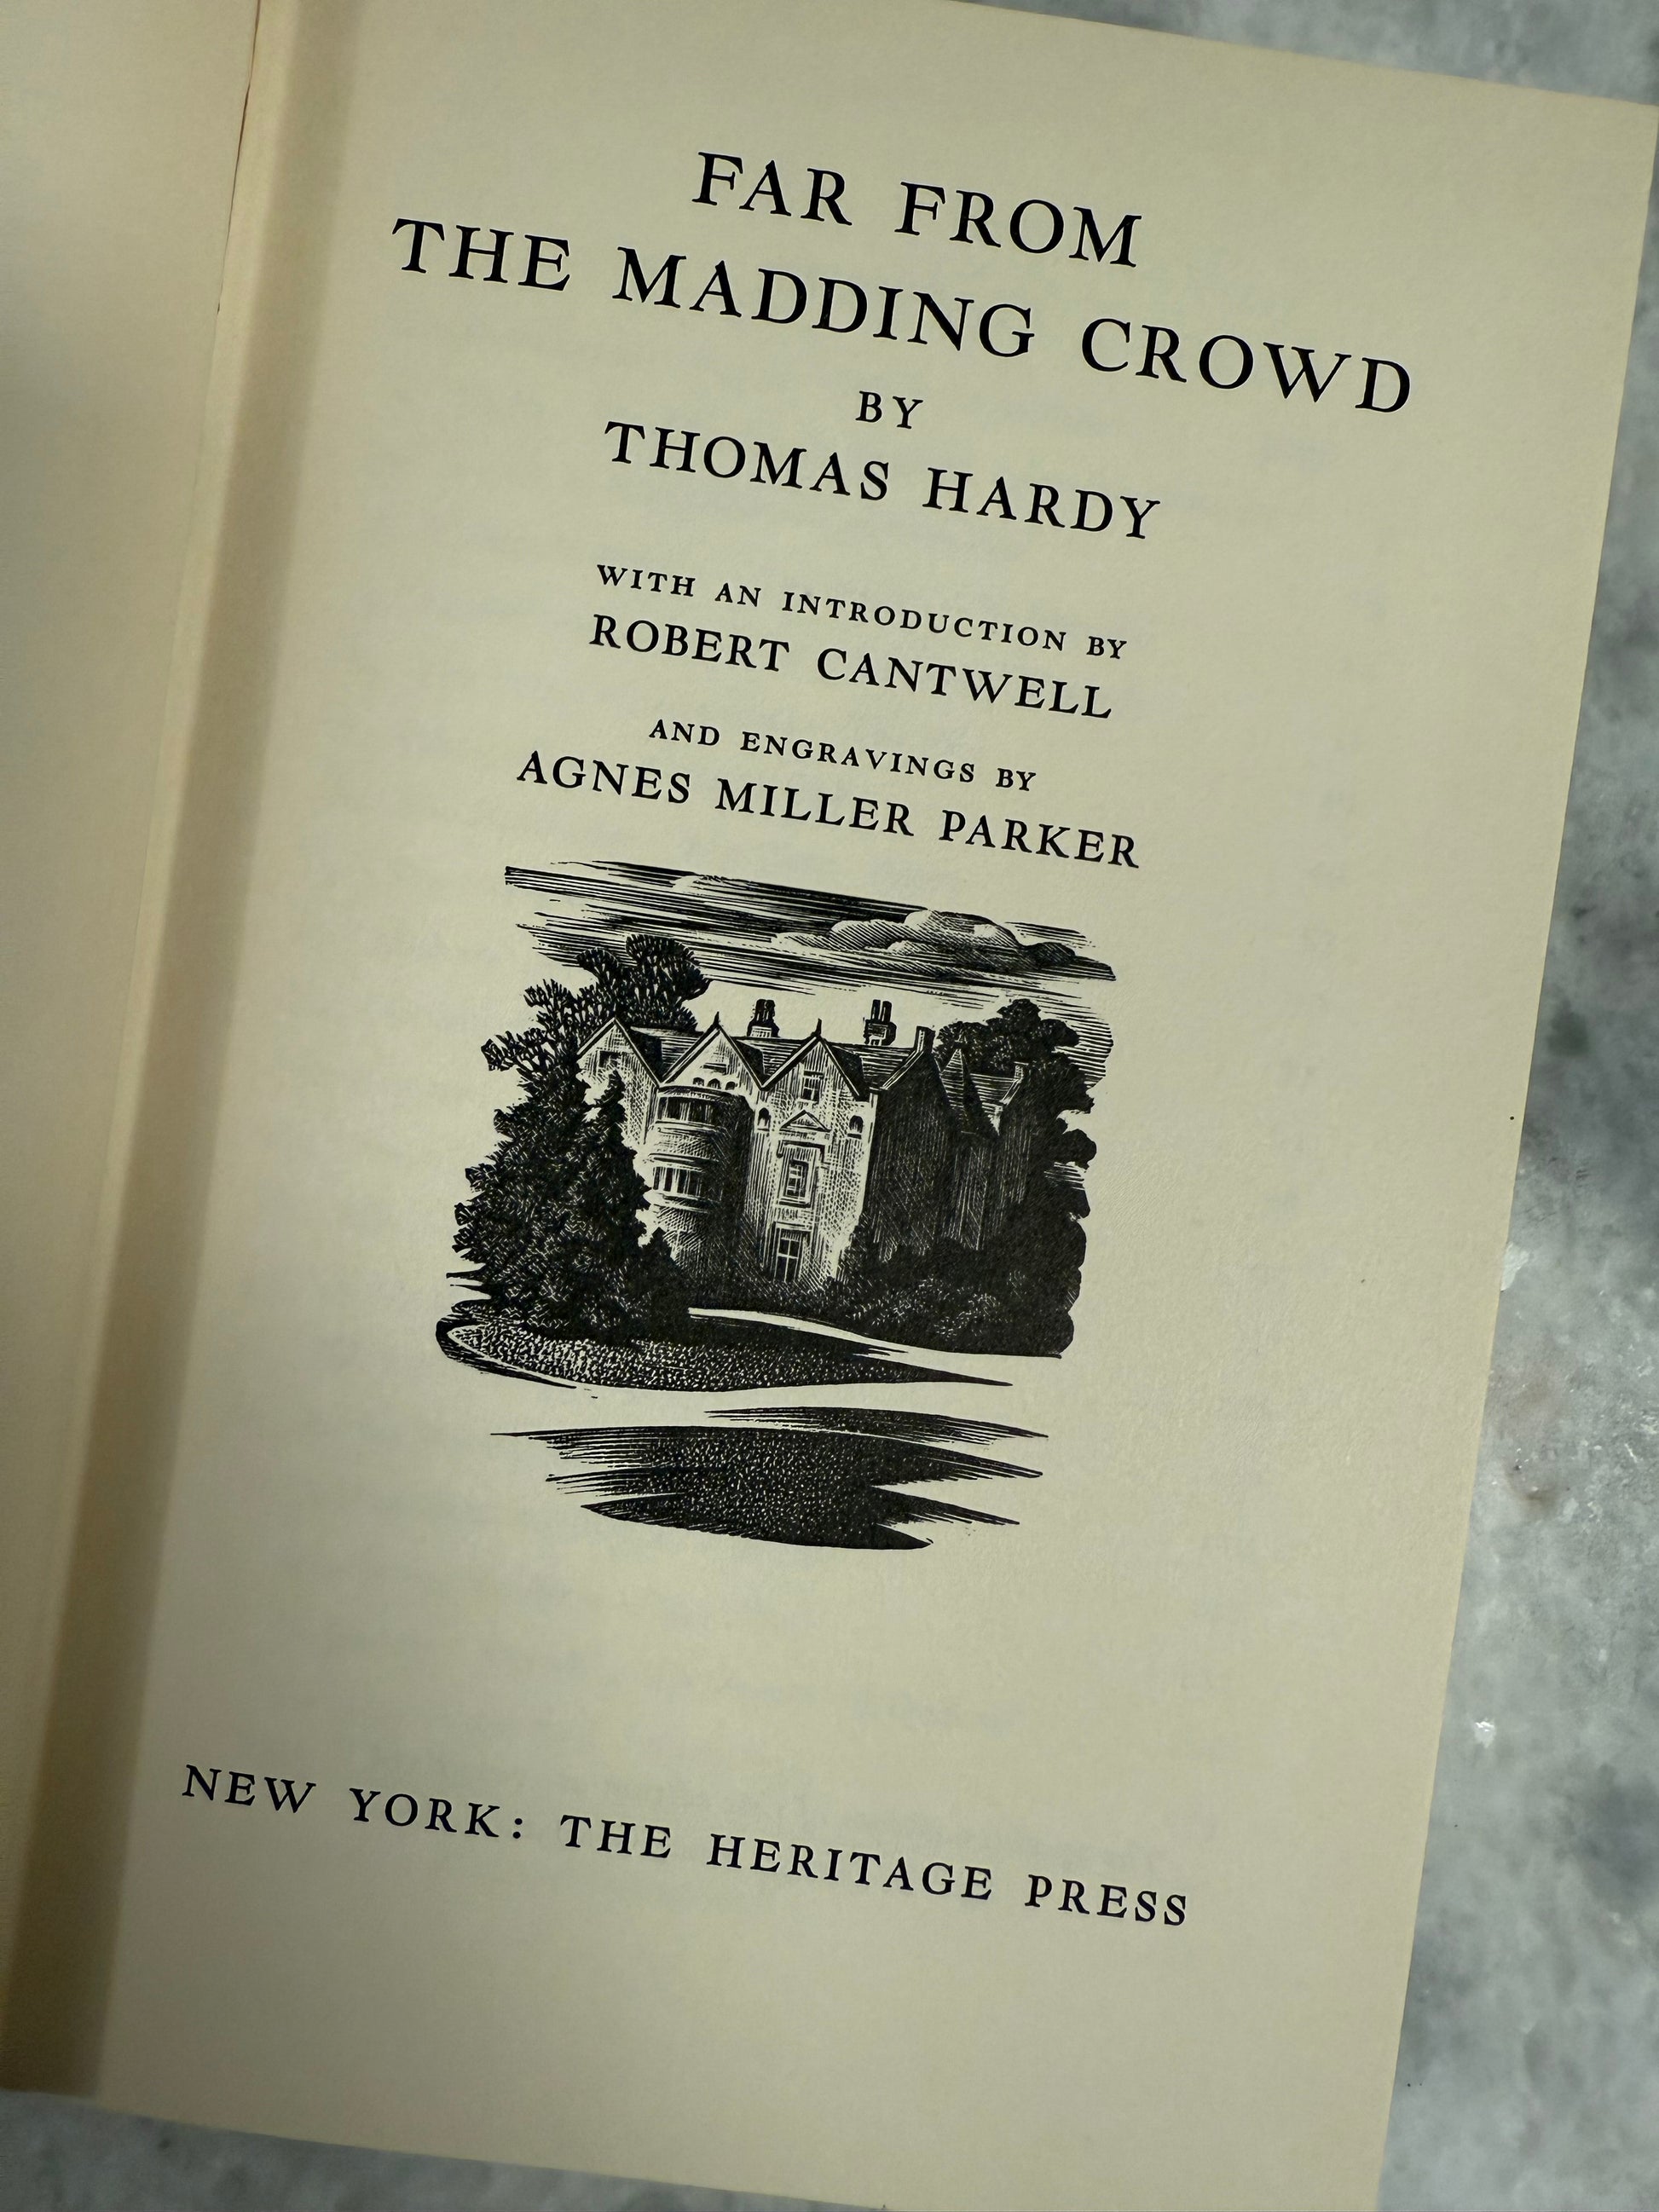 FAR FROM
THE MADDING CROWD
BY
THOMAS HARDY
WITH AN INTRODUCTION BY
ROBERT CANTWELL
AND ENGRAVINGS BY
AGNES MILLER PARKER
NEW YORK: THE HERITAGE PRESS